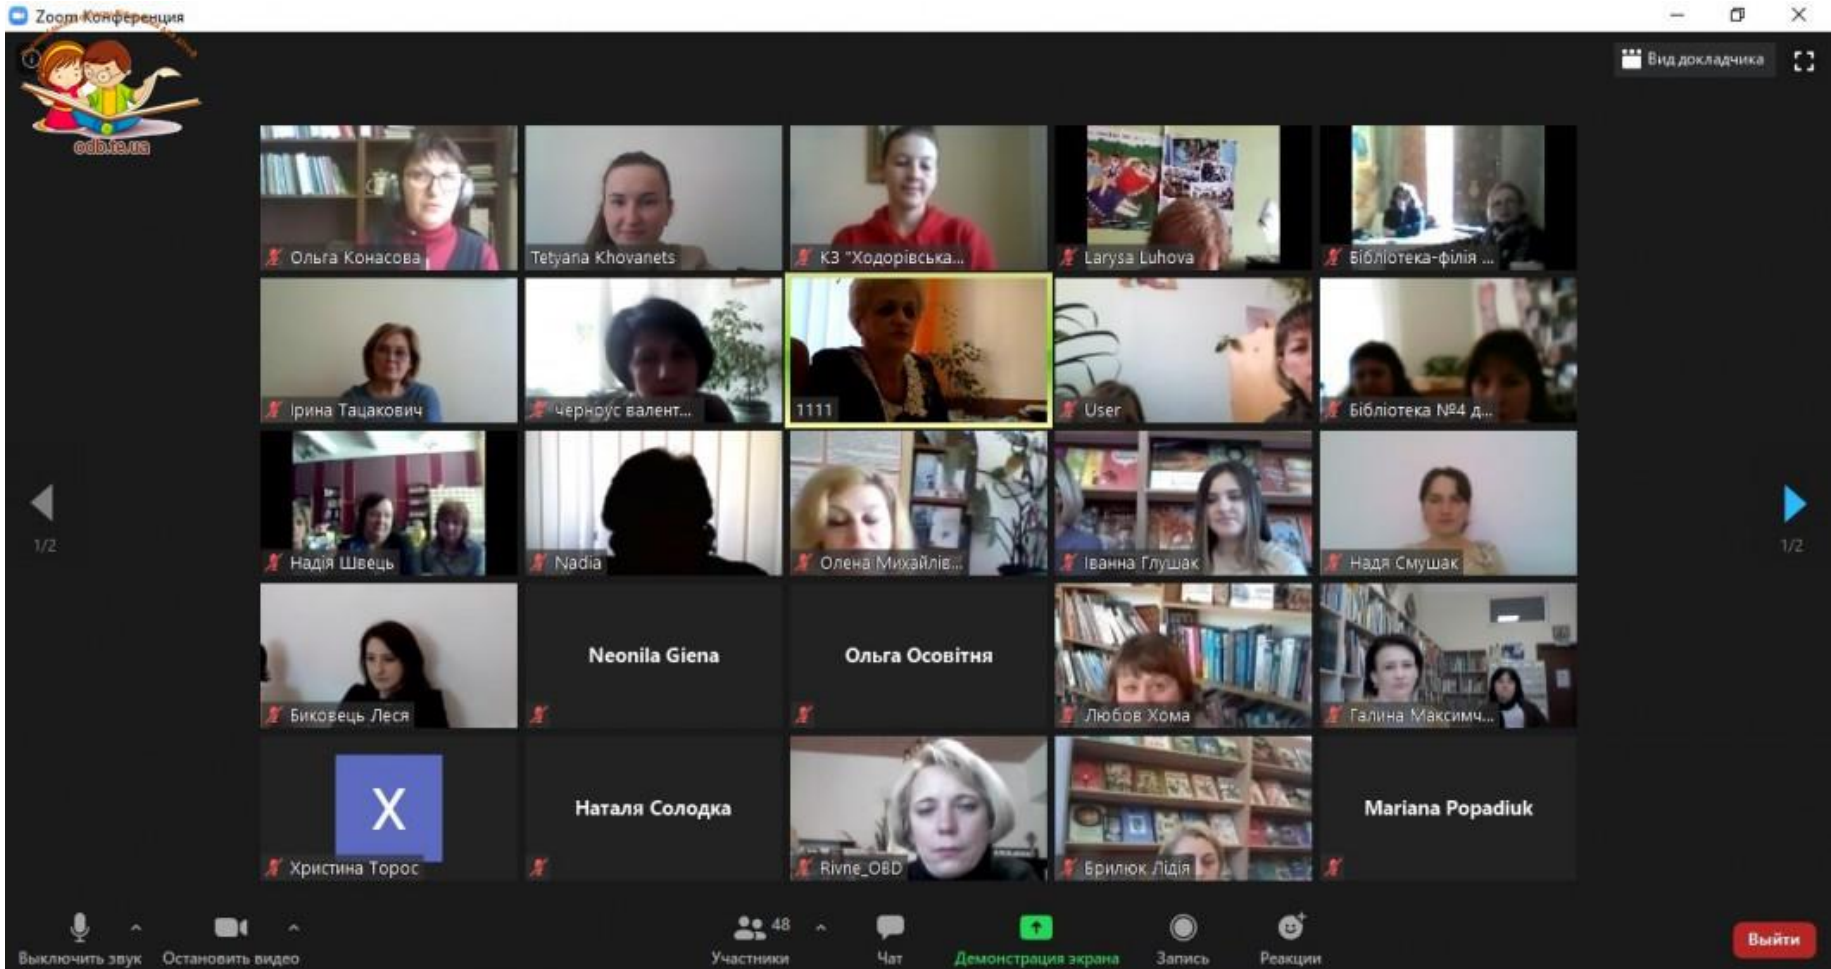 Zoom Конференция
odb.te.ua
Вид докладчика
Ольга Конасова
Tetyana Khovanets
КЗ "Ходорівська...
Larysa Luhova
Бібліотека-філія ...
Ірина Тацакович
черноус валент...
1111
User
Бібліотека №4 д...
Надія Швець
Nadia
Олена Михайлів...
Іванна Глушак
Надя Смушак
1/2
1/2
Биковець Леся
Neonila Giena
Ольга Осовітня
Любов Хома
Галина Максимч...
X
Христина Торос
Наталя Солодка
Rivne_OBD
Брилюк Лідія
Mariana Popadiuk
Выключить звук
Остановить видео
48
Участники
Чат
Демонстрация экрана
Запись
Реакции
Выйти